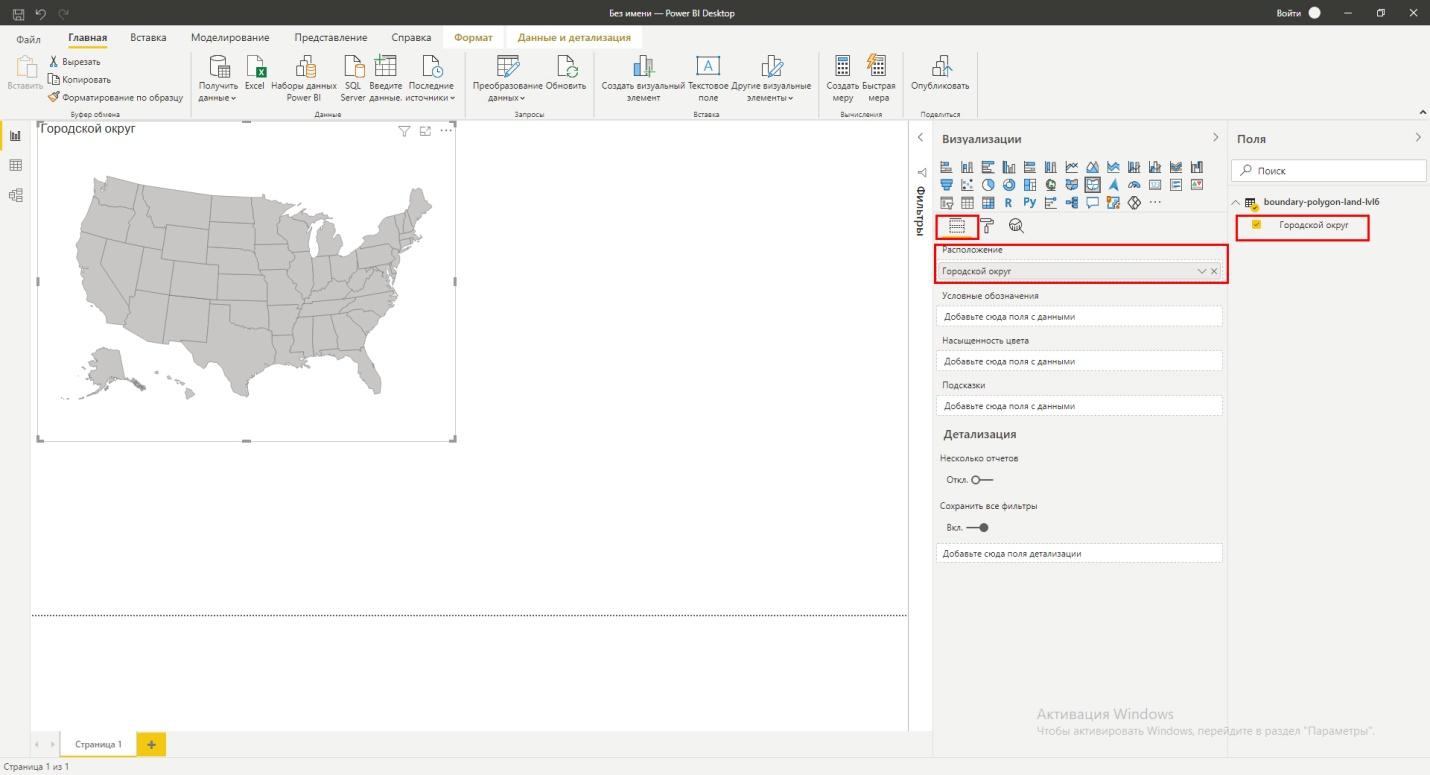 Без имени — Power BI Desktop
Войти
Файл
Главная
Вставка
Моделирование
Представление
Справка
Формат
Данные и детализация
Вставить
Вырезать
Копировать
Форматирование по образцу
Буфер обмена
Получить данные
Excel
Наборы данных Power BI
SQL Server
Введите данные.
Последние источники
Данные
Преобразование данных
Обновить
Запросы
Создать визуальный элемент
Текстовое поле
Другие визуальные элементы
Вставка
Создать меру
Быстрая мера
Вычисления
Опубликовать
Поделиться
Городской округ
Фильтры
Визуализации
R
Py
Расположение
Городской округ
Условные обозначения
Добавьте сюда поля с данными
Насыщенность цвета
Добавьте сюда поля с данными
Подсказки
Добавьте сюда поля с данными
Детализация
Несколько отчетов
Откл.
Сохранить все фильтры
Вкл.
Добавьте сюда поля детализации
Поля
Поиск
boundary-polygon-land-lvl6
Городской округ
Активация Windows
Чтобы активировать Windows, перейдите в раздел "Параметры".
Страница 1
Страница 1 из 1